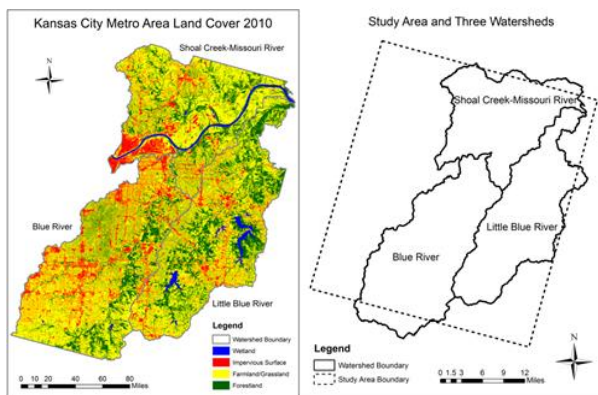 Kansas City Metro Area Land Cover 2010
Shoal Creek-Missouri River
N
Blue River
Little Blue River
Legend
Watershed Boundary
Wetland
Impervious Surface
Farmland/Grassland
Forestland
0 10 20 40 60 80
Miles
Study Area and Three Watersheds
Shoal Creek-Missouri River
Little Blue River
Blue River
Legend
Watershed Boundary
Study Area Boundary
N
0 1.5 3 6 9 12
Miles